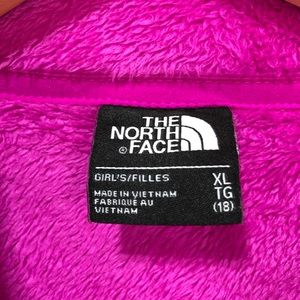 THE
NORTH
FACE
®
GIRL'S/FILLES
MADE IN VIETNAM
FABRIQUÉ AU
VIETNAM
XL
TG
(18)